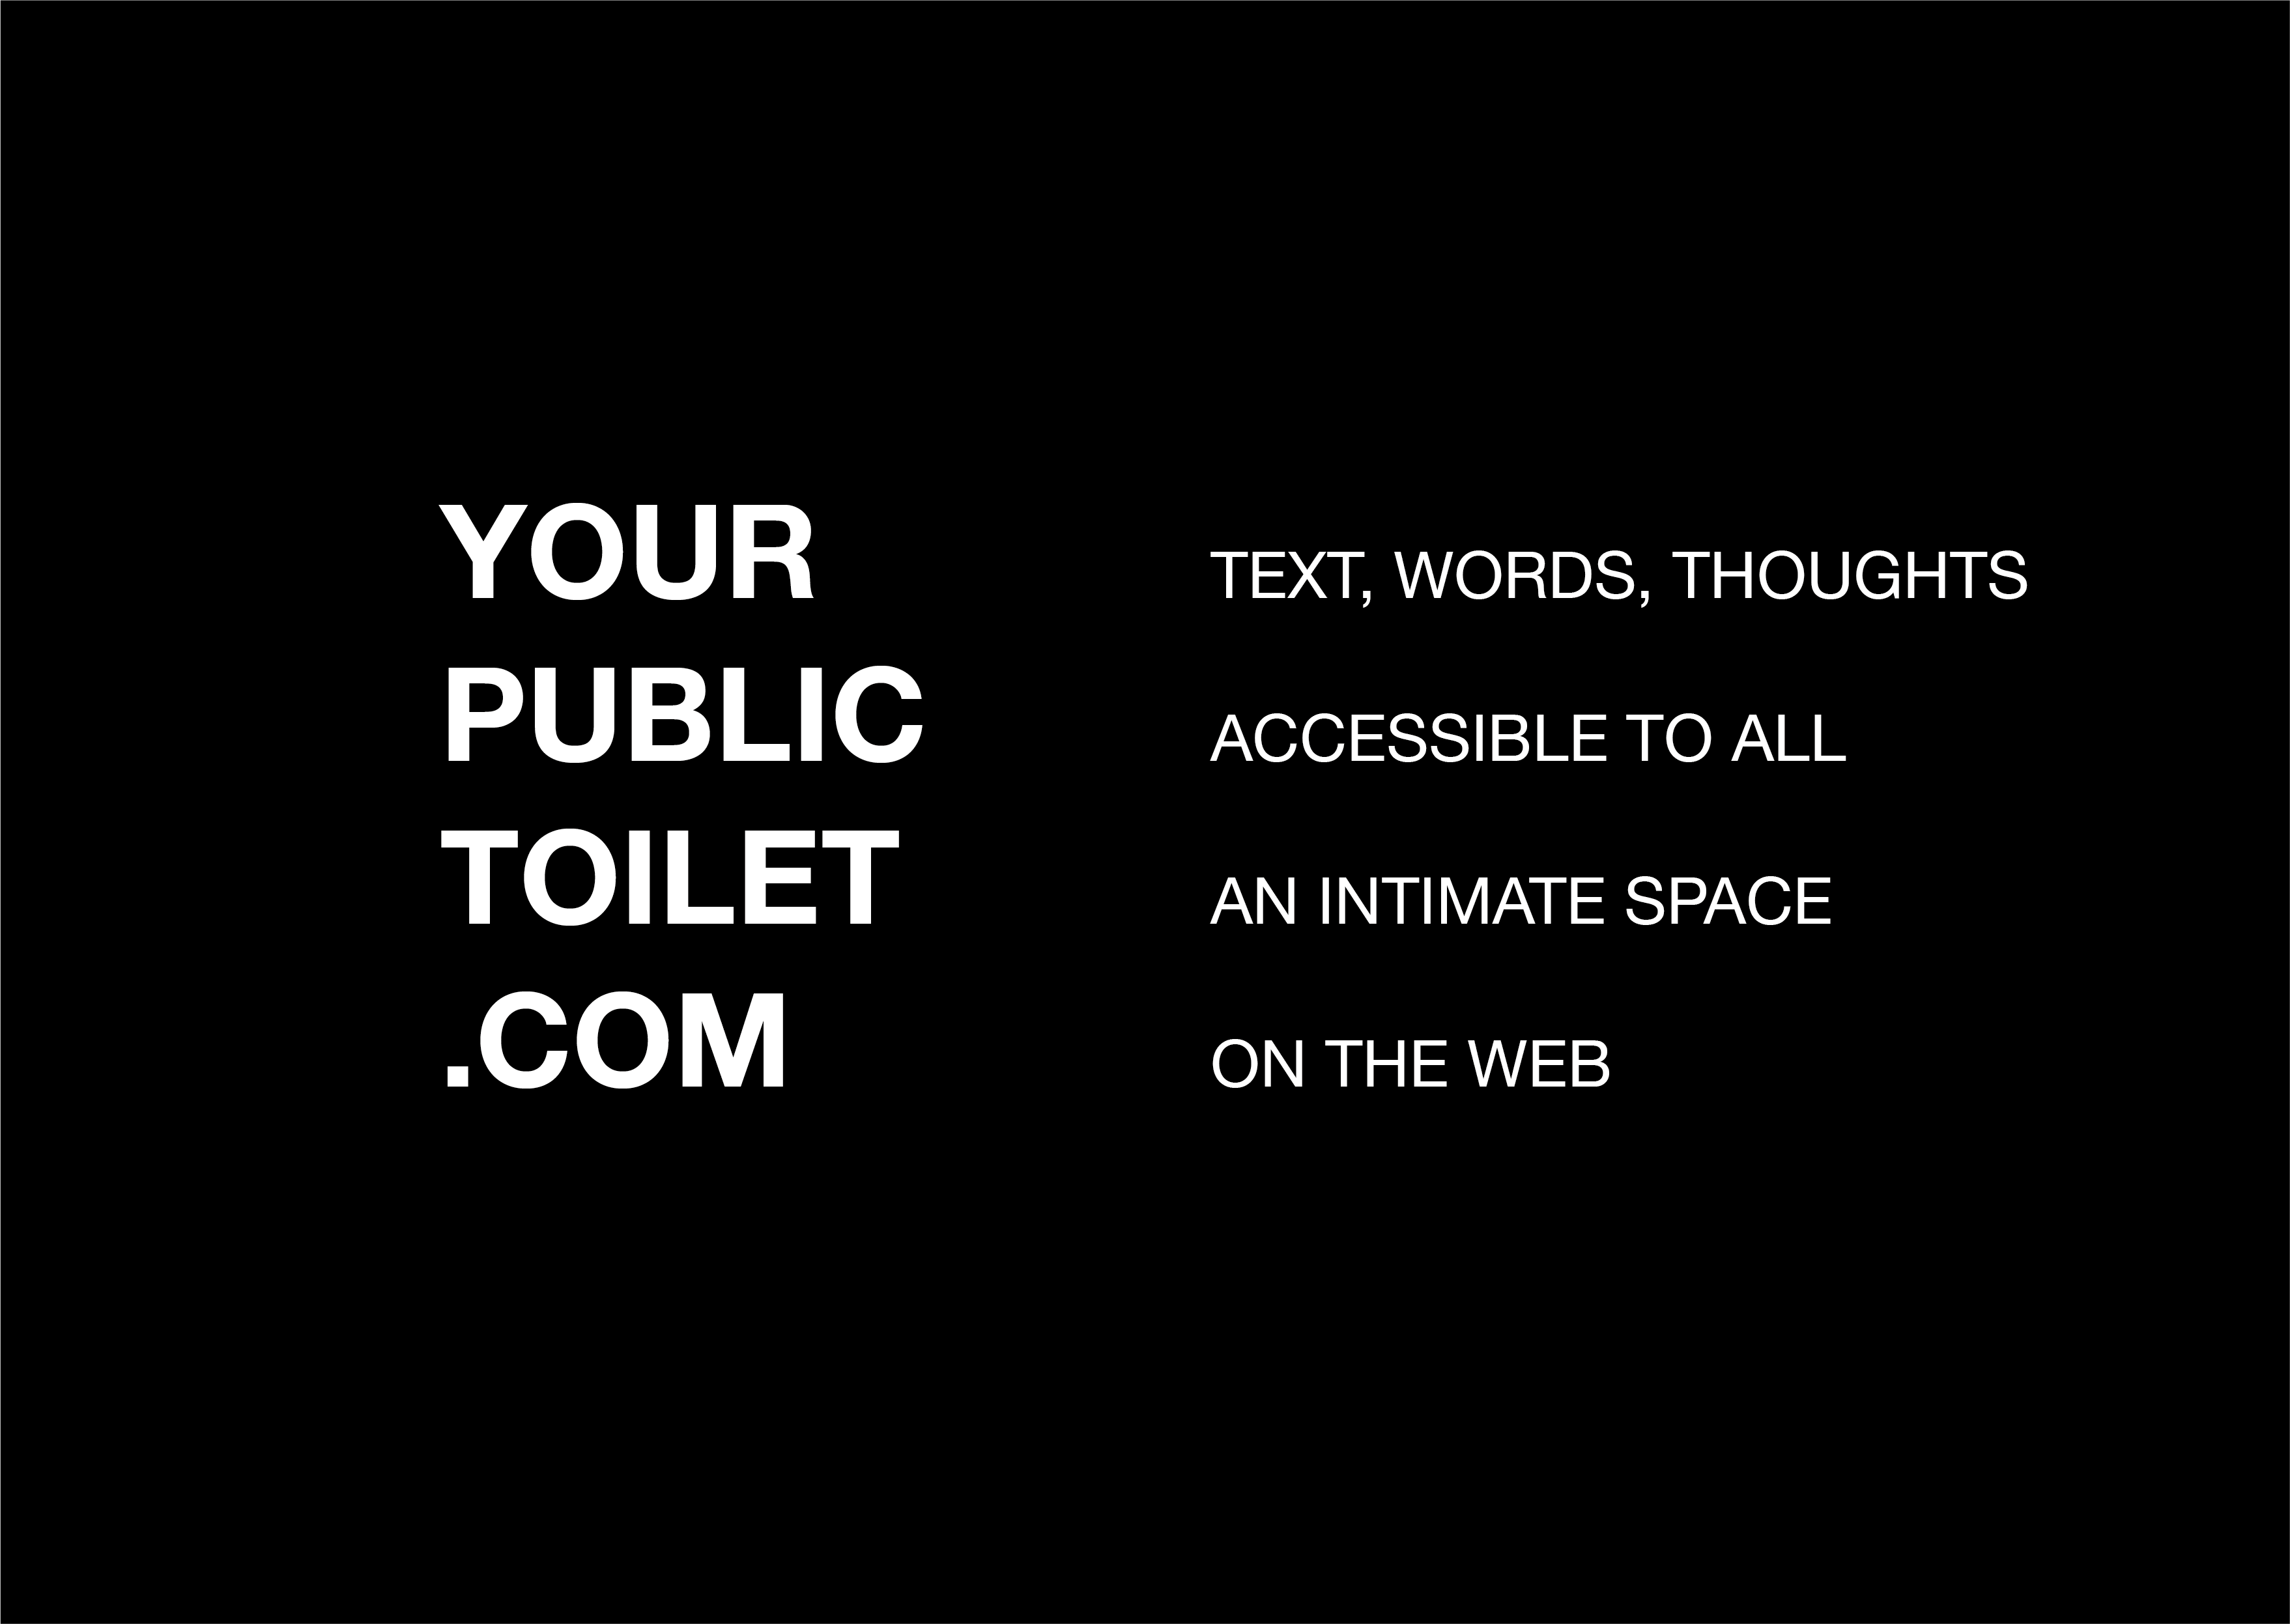 YOUR
TEXT, WORDS, THOUGHTS
PUBLIC
ACCESSIBLE TO ALL
TOILET
AN INTIMATE SPACE
.COM
ON THE WEB